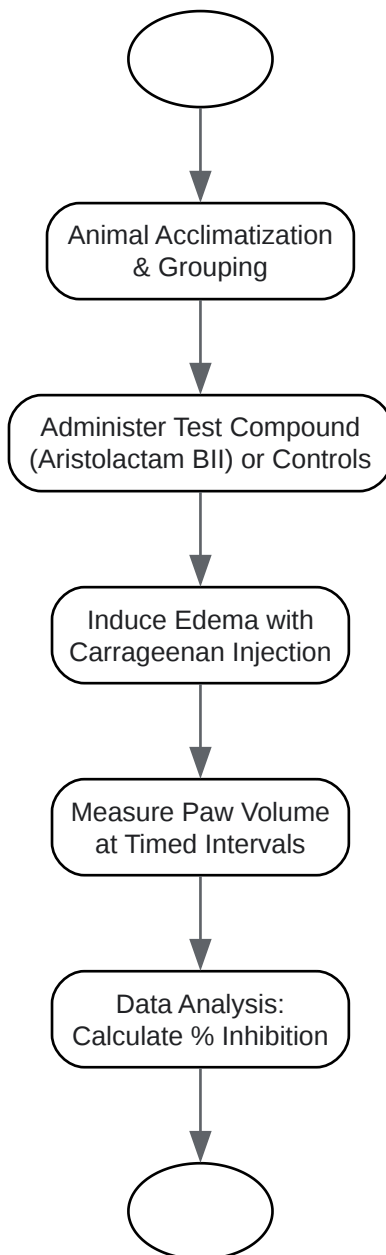 Animal Acclimatization
& Grouping
Administer Test Compound
(Aristolactam BII) or Controls
Induce Edema with
Carrageenan Injection
Measure Paw Volume
at Timed Intervals
Data Analysis:
Calculate % Inhibition